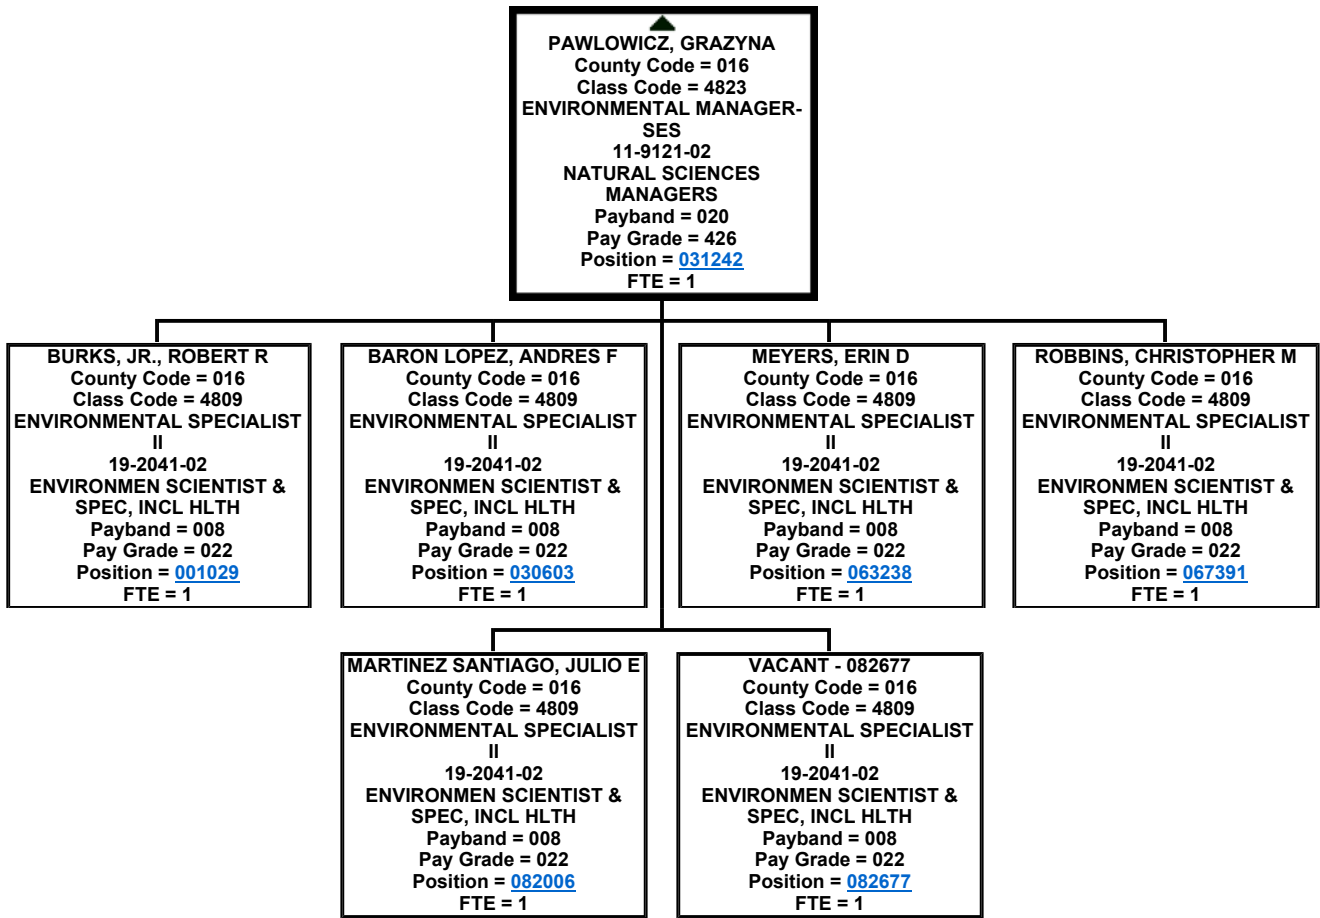 PAWLOWICZ, GRAZYNA
County Code = 016
Class Code = 4823
ENVIRONMENTAL MANAGER-
SES
11-9121-02
NATURAL SCIENCES
MANAGERS
Payband = 020
Pay Grade = 426
Position = 031242
FTE = 1
BURKS, JR., ROBERT R
County Code = 016
Class Code = 4809
ENVIRONMENTAL SPECIALIST
II
19-2041-02
ENVIRONMEN SCIENTIST &
SPEC, INCL HLTH
Payband = 008
Pay Grade = 022
Position = 001029
FTE = 1
BARON LOPEZ, ANDRES F
County Code = 016
Class Code = 4809
ENVIRONMENTAL SPECIALIST
II
19-2041-02
ENVIRONMEN SCIENTIST &
SPEC, INCL HLTH
Payband = 008
Pay Grade = 022
Position = 030603
FTE = 1
MEYERS, ERIN D
County Code = 016
Class Code = 4809
ENVIRONMENTAL SPECIALIST
II
19-2041-02
ENVIRONMEN SCIENTIST &
SPEC, INCL HLTH
Payband = 008
Pay Grade = 022
Position = 063238
FTE = 1
ROBBINS, CHRISTOPHER M
County Code = 016
Class Code = 4809
ENVIRONMENTAL SPECIALIST
II
19-2041-02
ENVIRONMEN SCIENTIST &
SPEC, INCL HLTH
Payband = 008
Pay Grade = 022
Position = 067391
FTE = 1
MARTINEZ SANTIAGO, JULIO E
County Code = 016
Class Code = 4809
ENVIRONMENTAL SPECIALIST
II
19-2041-02
ENVIRONMEN SCIENTIST &
SPEC, INCL HLTH
Payband = 008
Pay Grade = 022
Position = 082006
FTE = 1
VACANT - 082677
County Code = 016
Class Code = 4809
ENVIRONMENTAL SPECIALIST
II
19-2041-02
ENVIRONMEN SCIENTIST &
SPEC, INCL HLTH
Payband = 008
Pay Grade = 022
Position = 082677
FTE = 1